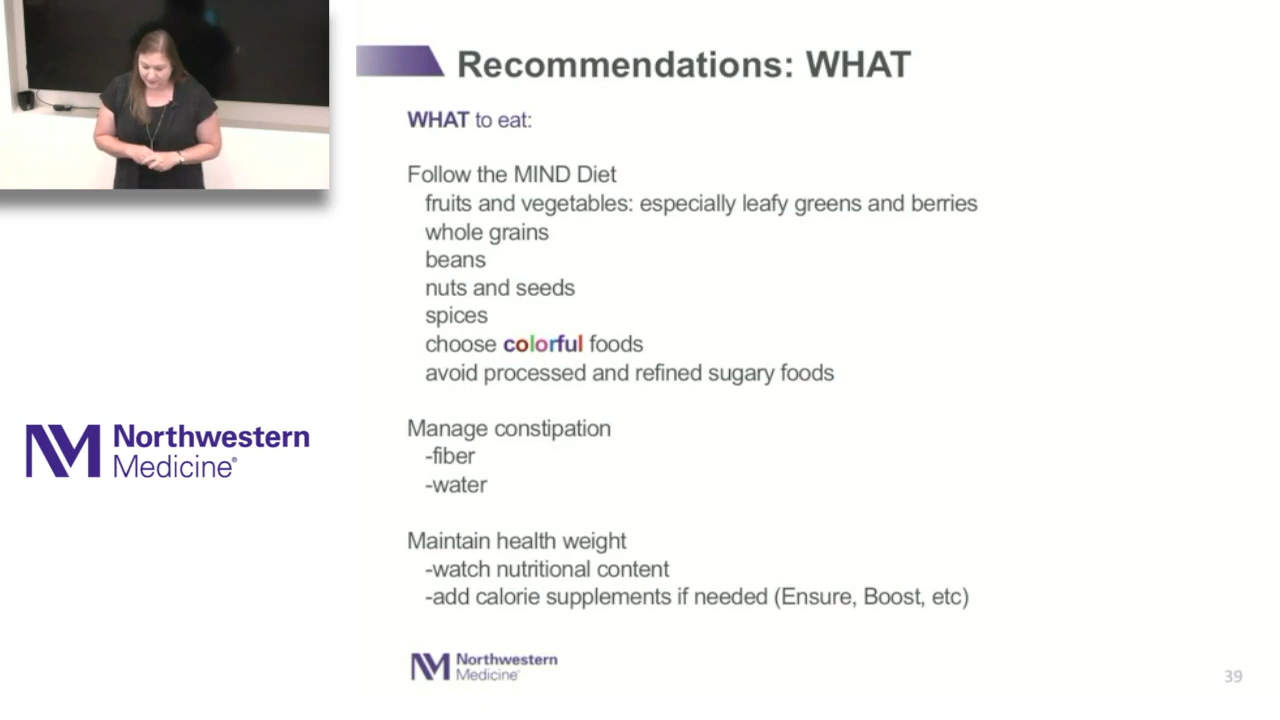 Recommendations: WHAT
WHAT to eat:
Follow the MIND Diet
fruits and vegetables: especially leafy greens and berries
whole grains
beans
nuts and seeds
spices
choose colorful foods
avoid processed and refined sugary foods
Manage constipation
-fiber
-water
Maintain health weight
-watch nutritional content
-add calorie supplements if needed (Ensure, Boost, etc)
NM Northwestern
Medicine®
NM Northwestern
Medicine®
39